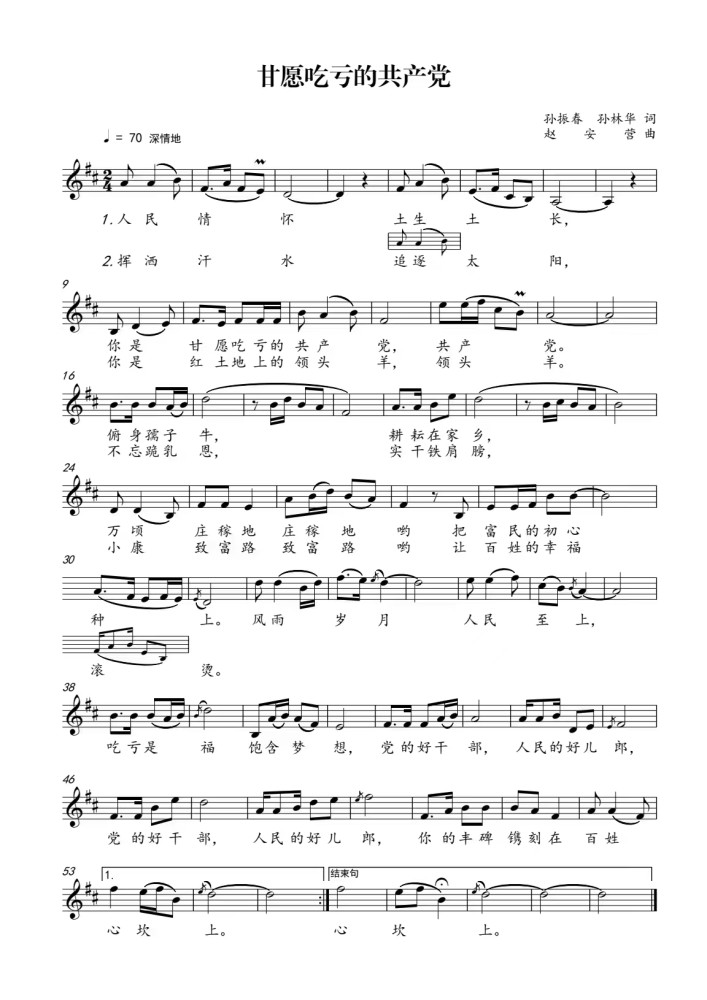 甘愿吃亏的共产党
孙振春 孙林华 词
♩= 70 深情地
赵 安 营 曲
2 4
1.人 民 情 怀 土生 土 长，
2.挥 洒 汗 水 追逐 太 阳，
9
你是 甘 愿吃 亏的 共 产 党， 共 产 党。
你是 红 土地 上的 领 头 羊， 领 头 羊。
16
俯身孺子 牛， 耕 耘在家 乡，
不忘跪乳 恩， 实 干铁肩 膀，
24
万 顷 庄稼地 庄稼 地 哟 把 富民的初心
小 康 致富路 致富 路 哟 让 百姓的幸福
30
种 上。风雨 岁 月 人民 至 上，
滚 烫。
38
吃亏是 福 饱含 梦 想， 党 的好干 部， 人民的好儿 郎，
46
党 的好干 部， 人民的好儿 郎， 你 的丰碑 镌刻在 百姓
53
1.
结束句
心 坎 上。 心 坎 上。